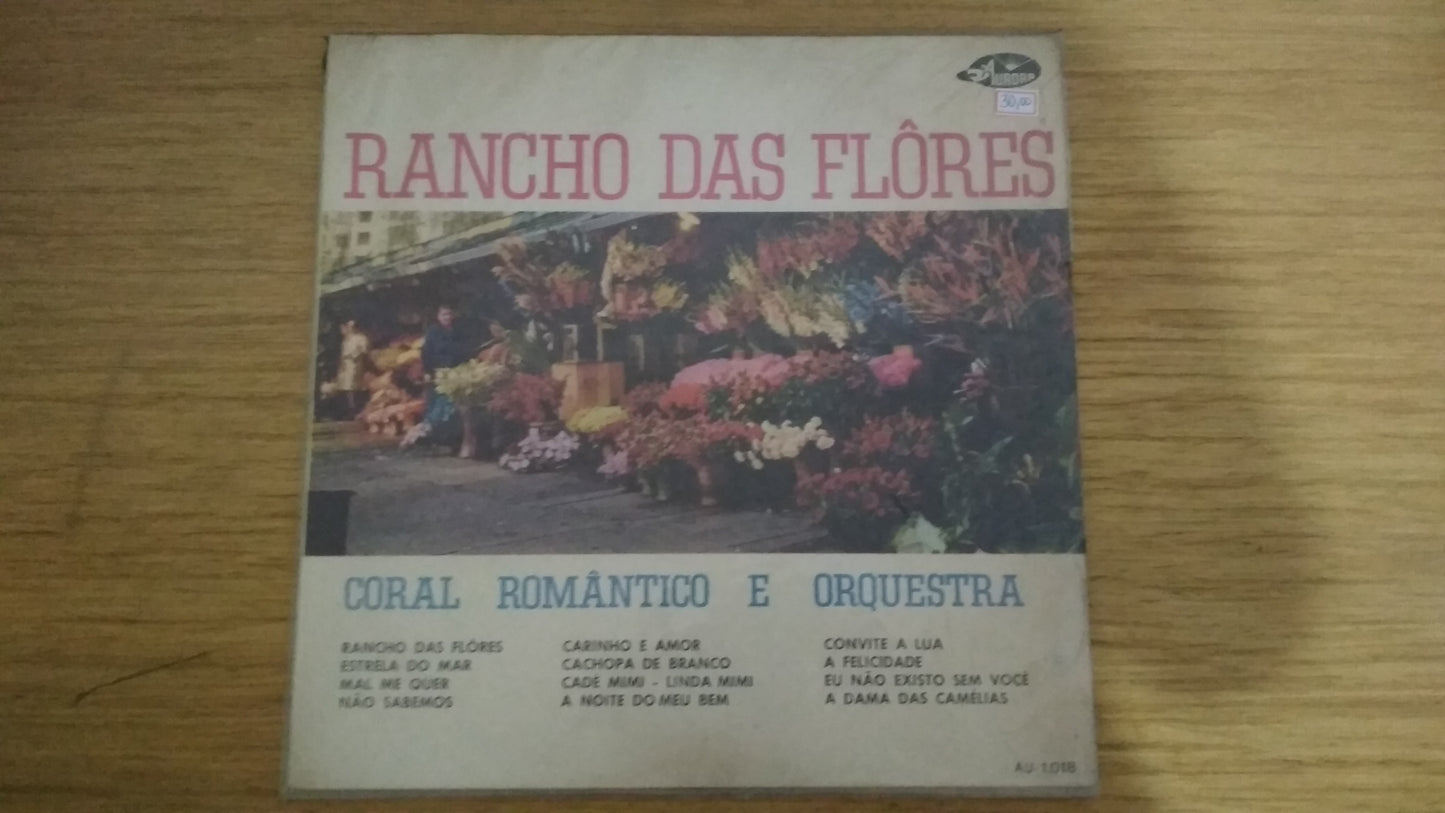 AURORA
30,00
RANCHO DAS FLÔRES
CORAL ROMÂNTICO E ORQUESTRA
RANCHO DAS FLÔRES
ESTRELA DO MAR
MAL ME QUER
NÃO SABEMOS
CARINHO E AMOR
CACHOPA DE BRANCO
CADE MIMI - LINDA MIMI
A NOITE DO MEU BEM
CONVITE A LUA
A FELICIDADE
EU NÃO EXISTO SEM VOCÊ
A DAMA DAS CAMÉLIAS
AU 1.018